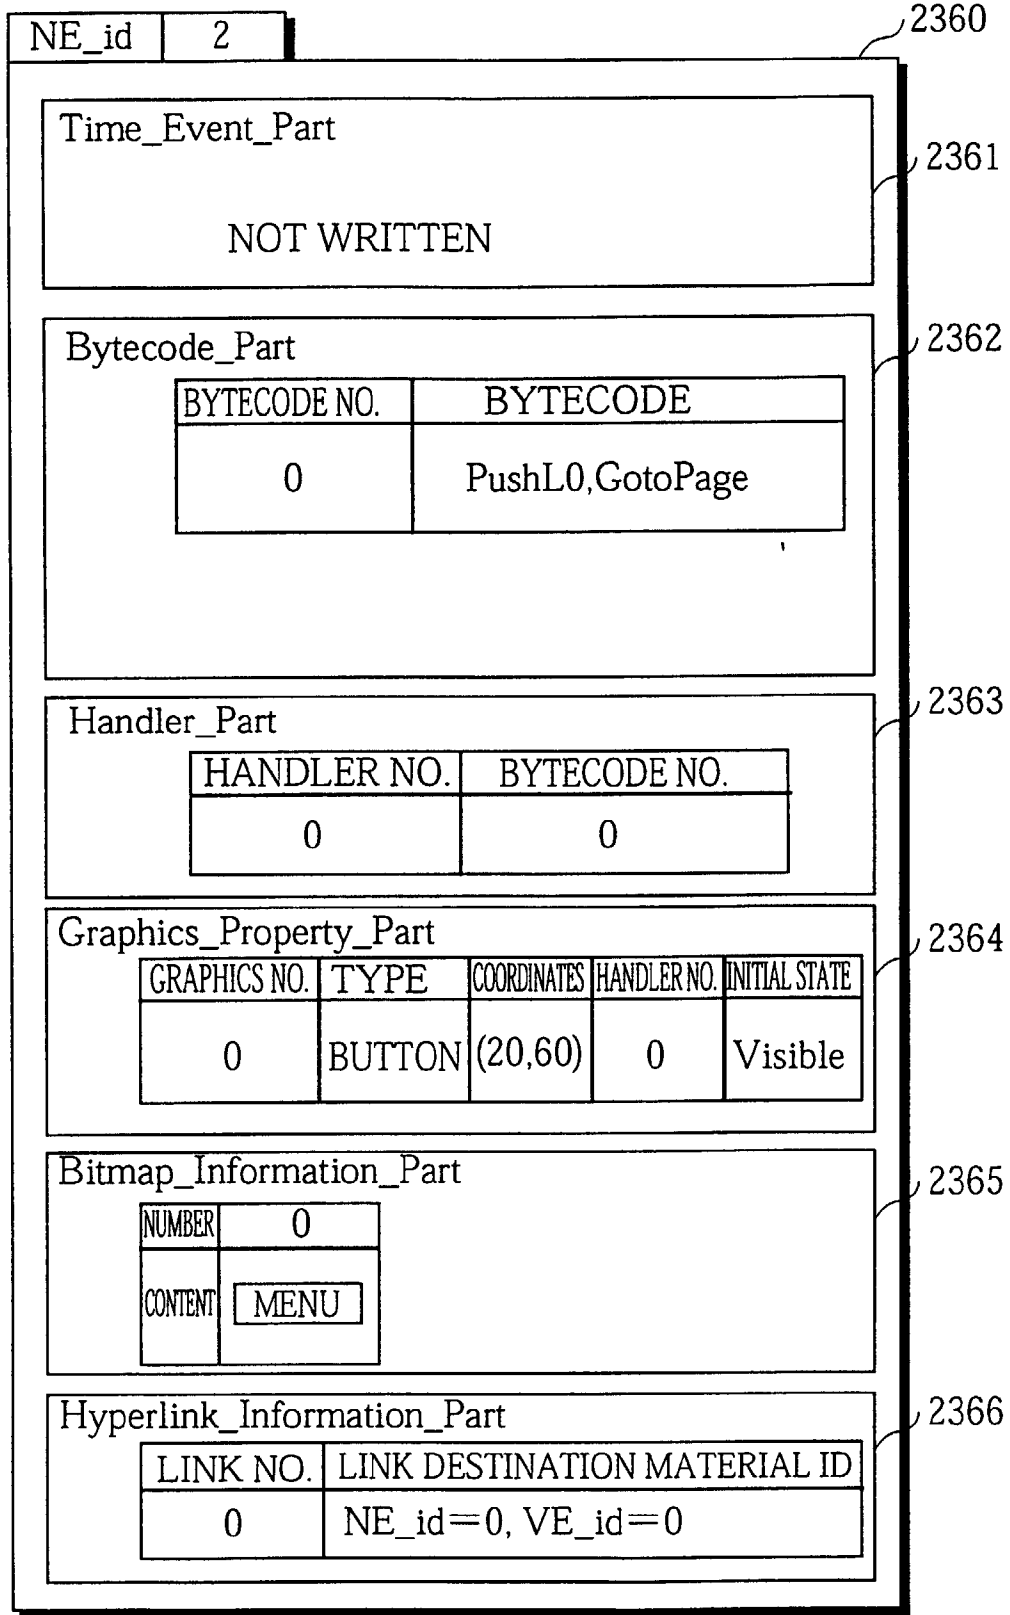 NE_id 2
2360
Time_Event_Part
2361
NOT WRITTEN
2362
Bytecode_Part
BYTECODE NO. BYTECODE
0 PushL0,GotoPage
2363
Handler_Part
HANDLER NO. BYTECODE NO.
0 0
2364
Graphics_Property_Part
GRAPHICS NO. TYPE COORDINATES HANDLER NO. INITIAL STATE
0 BUTTON (20,60) 0 Visible
2365
Bitmap_Information_Part
NUMBER 0
CONTENT MENU
2366
Hyperlink_Information_Part
LINK NO. LINK DESTINATION MATERIAL ID
0 NE_id=0, VE_id=0